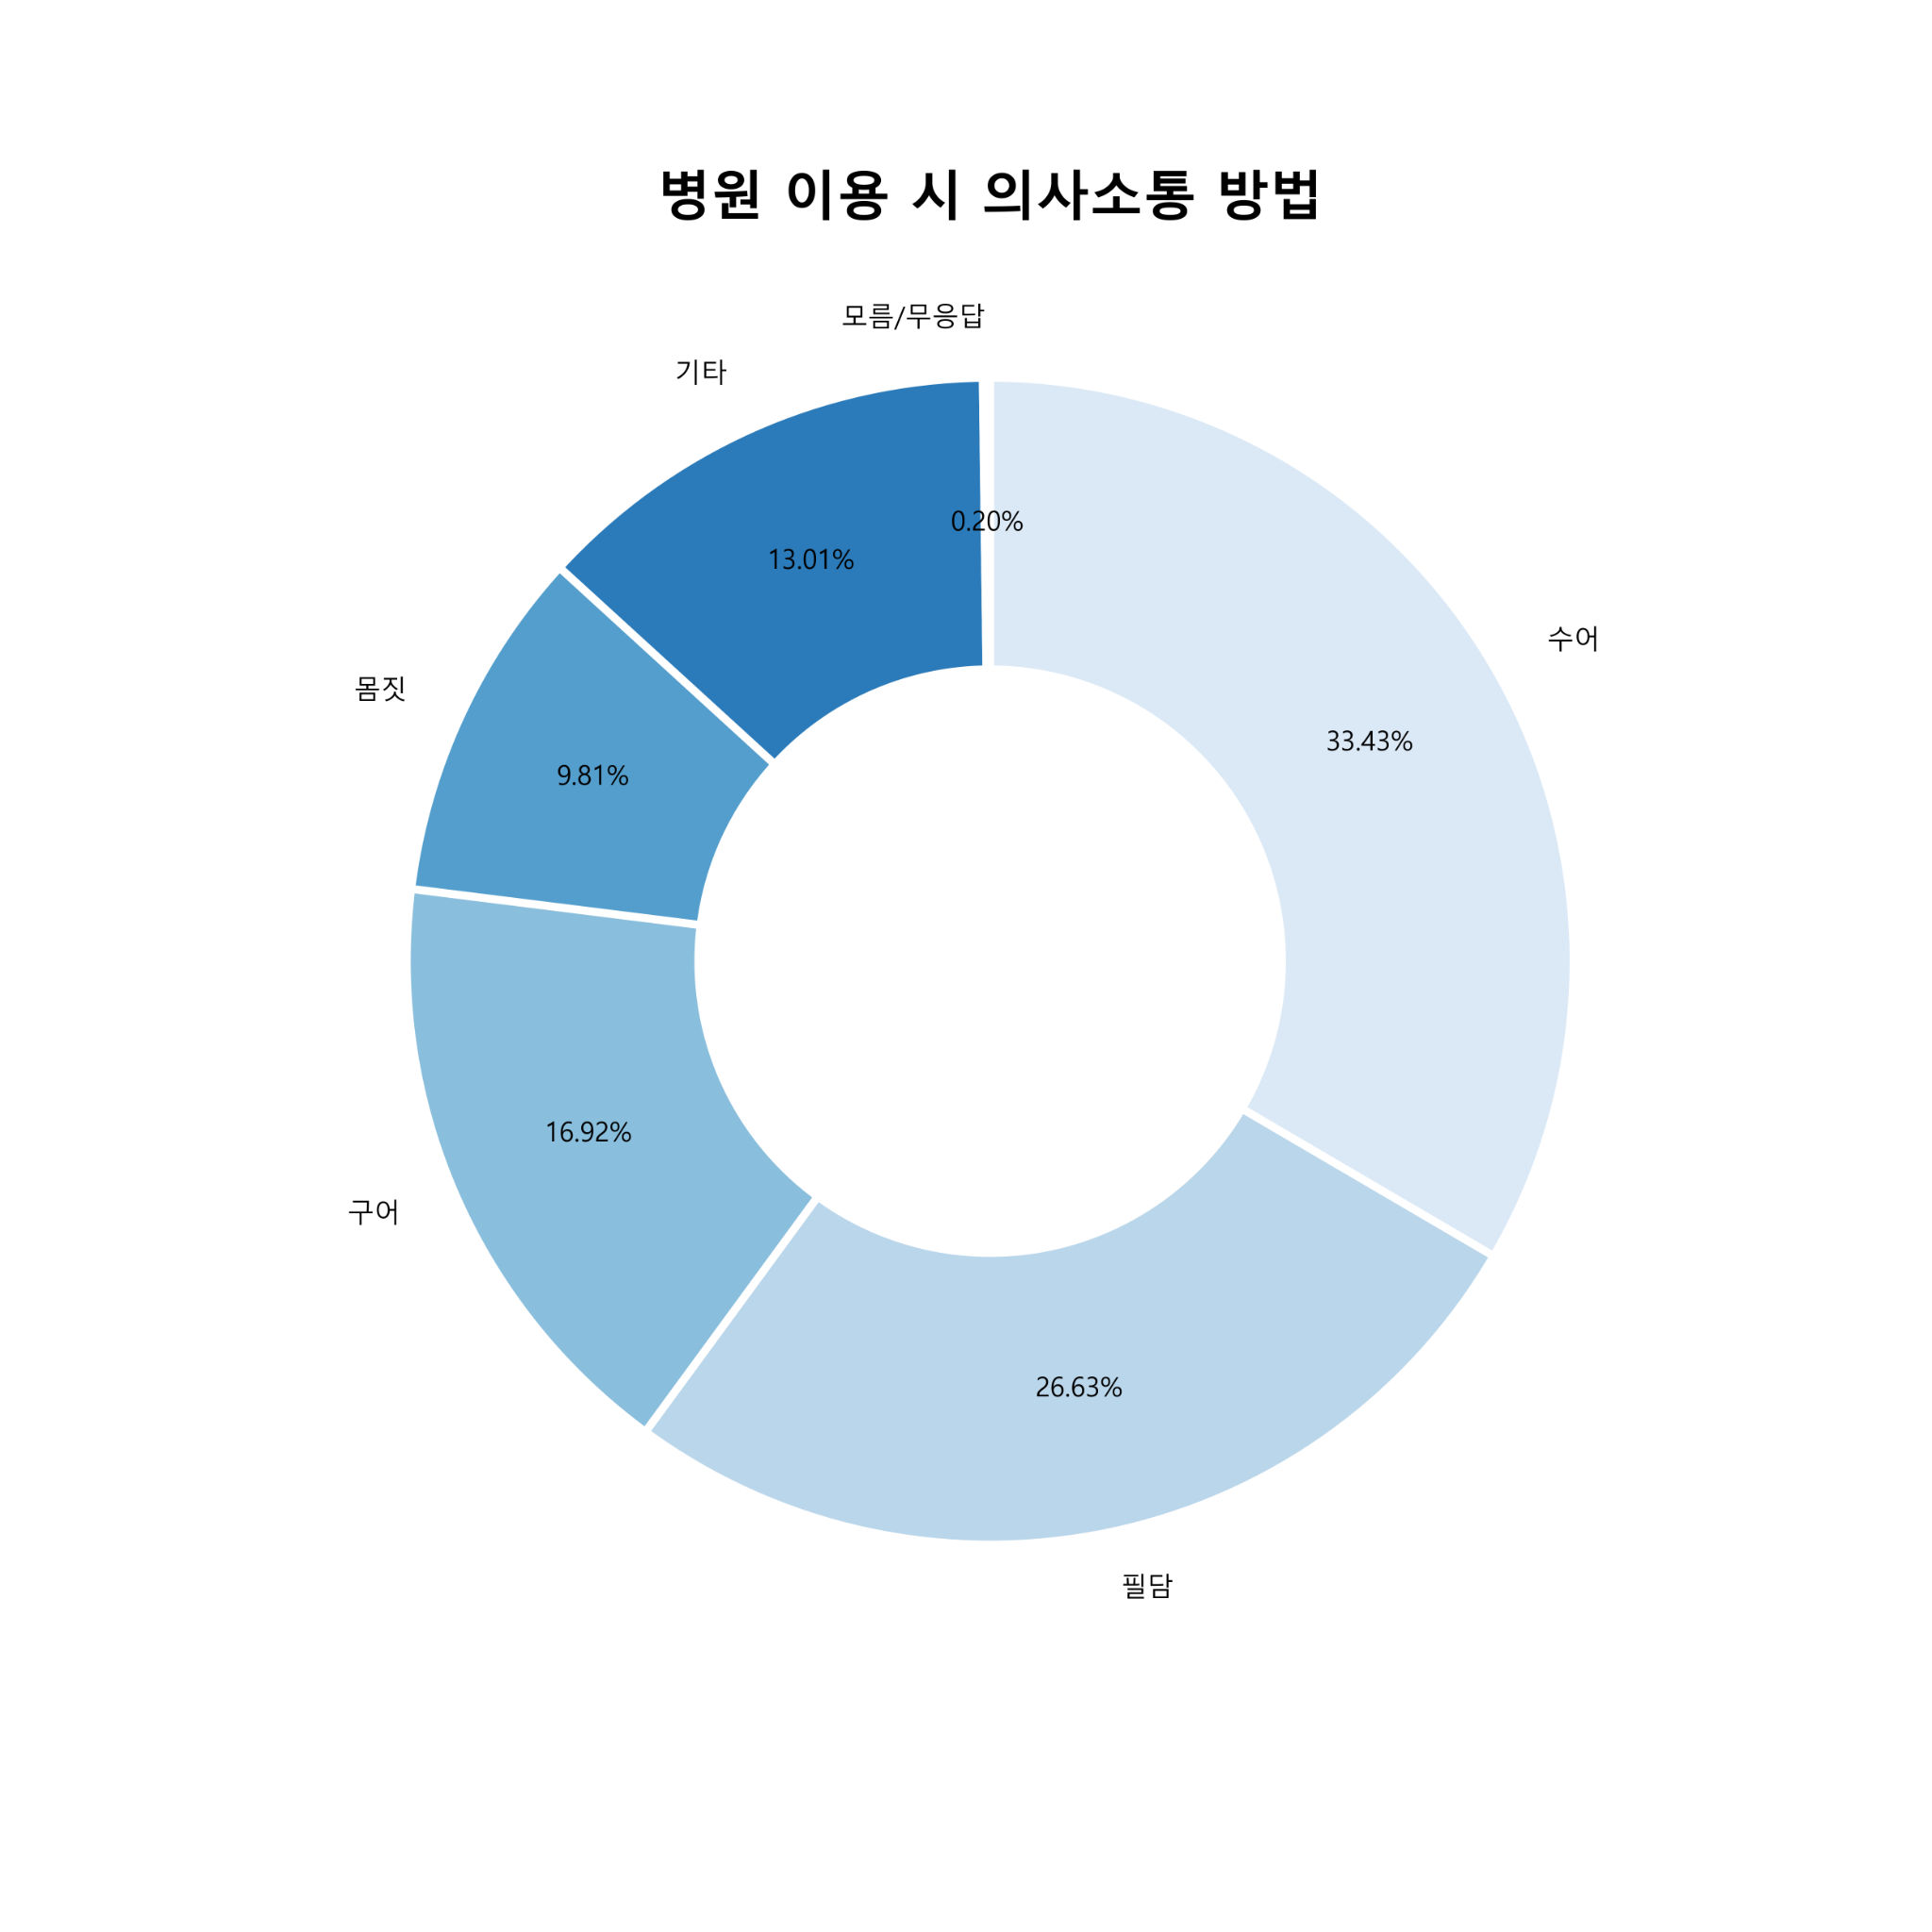 병원 이용 시 의사소통 방법
모름/무응답
기타
0.20%
13.01%
수어
33.43%
몸짓
9.81%
16.92%
구어
26.63%
필담